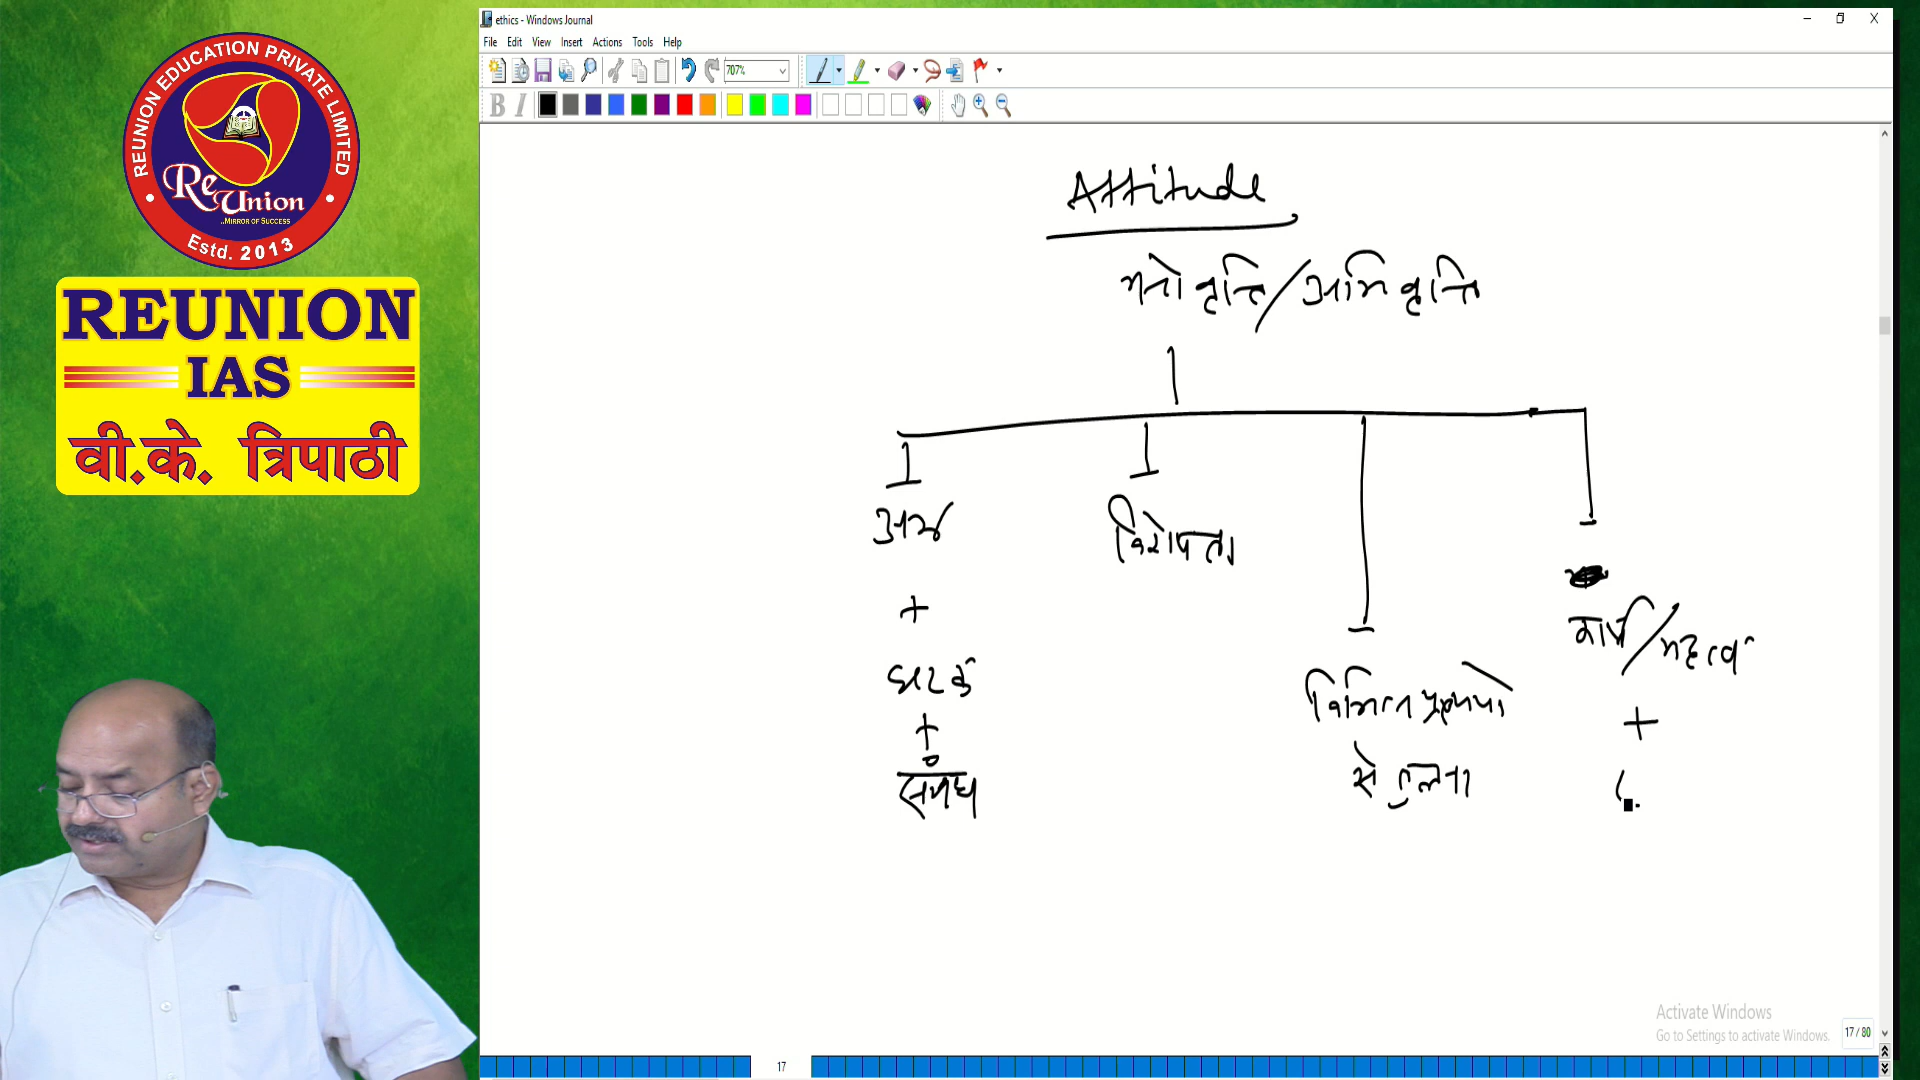 REUNION EDUCATION PRIVATE LIMITED
ReUnion
..MIRROR OF SUCCESS
Estd. 2013
REUNION
IAS
वी.के. त्रिपाठी
ethics - Windows Journal
File Edit View Insert Actions Tools Help
707%
B I
Attitude
मनोवृत्ति/अभिवृत्ति
अर्थ
विशेषता
+
कार्य/महत्व
घटक
विभिन्न प्रत्ययो
+
+
से तुलना
संबंध
Activate Windows
Go to Settings to activate Windows.
17 / 80
17